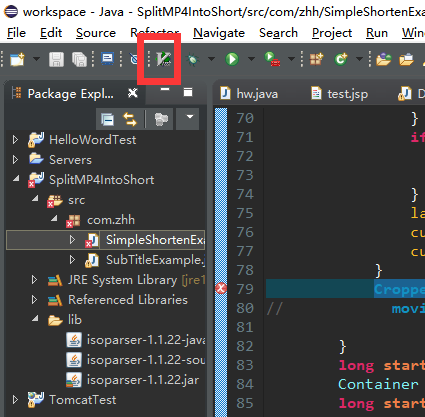 workspace - Java - SplitMP4IntoShort/src/com/zhh/SimpleShortenExa
File Edit Source Refactor Navigate Search Project Run Window
Package Expl...
hw.java
test.jsp
HelloWordTest
Servers
SplitMP4IntoShort
src
com.zhh
SimpleShortenExa
SubTitleExample.j
JRE System Library [jre1
Referenced Libraries
lib
isoparser-1.1.22-java
isoparser-1.1.22-sou
isoparser-1.1.22.jar
TomcatTest
70 }
71 if
72
73
74 }
75 la
76 cu
77 cu
78 }
79 Croppe
80 // movi
81
82 }
83 long start
84 Container
85 long start